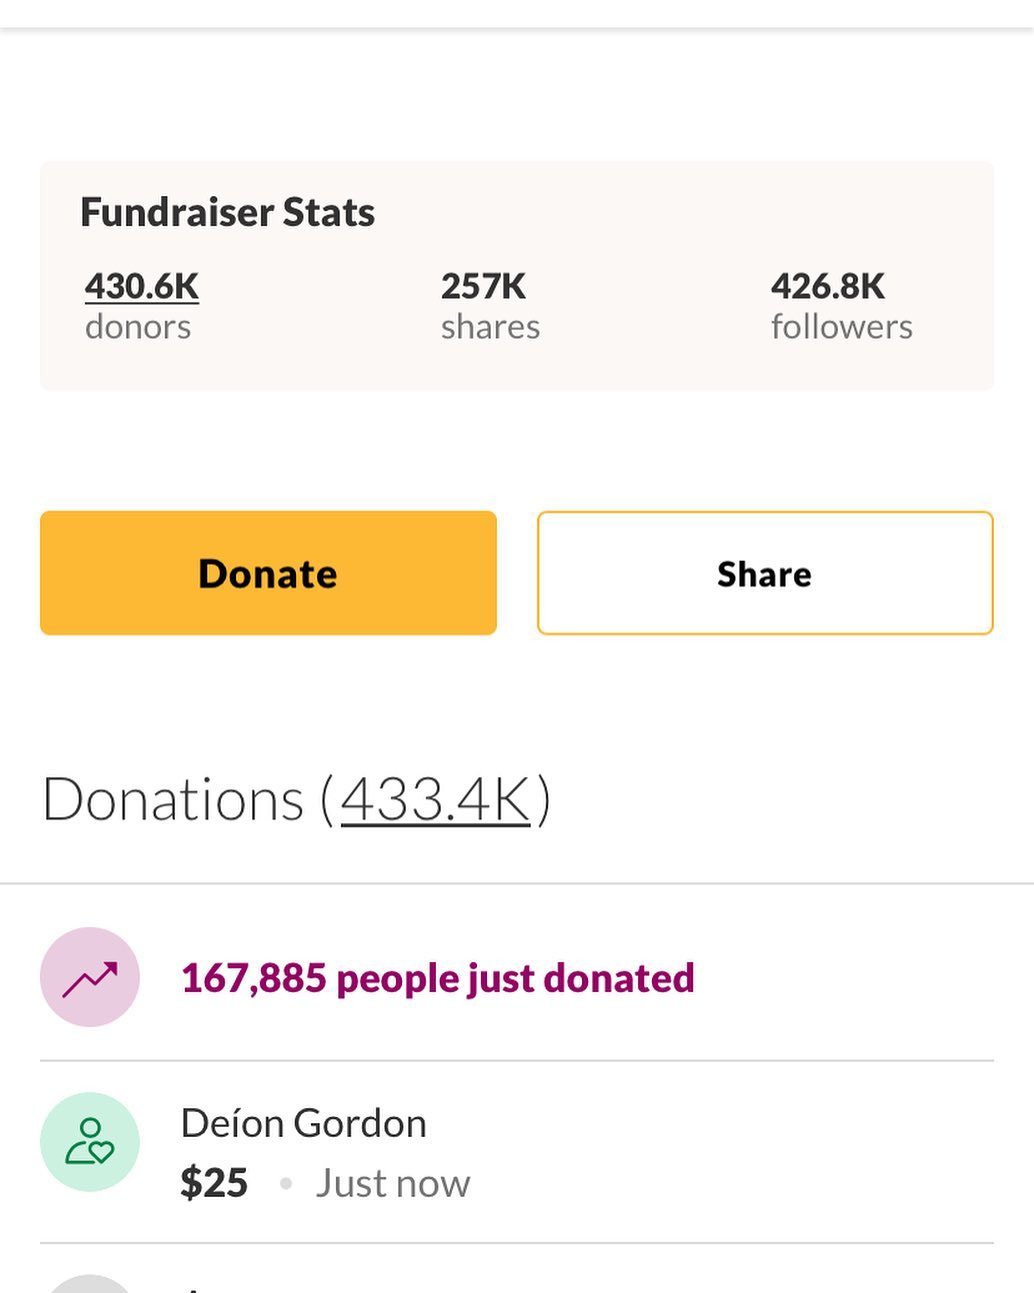 Fundraiser Stats
430.6K 257K 426.8K
donors shares followers
Donate Share
Donations (433.4K)
167,885 people just donated
Deíon Gordon
$25 • Just now